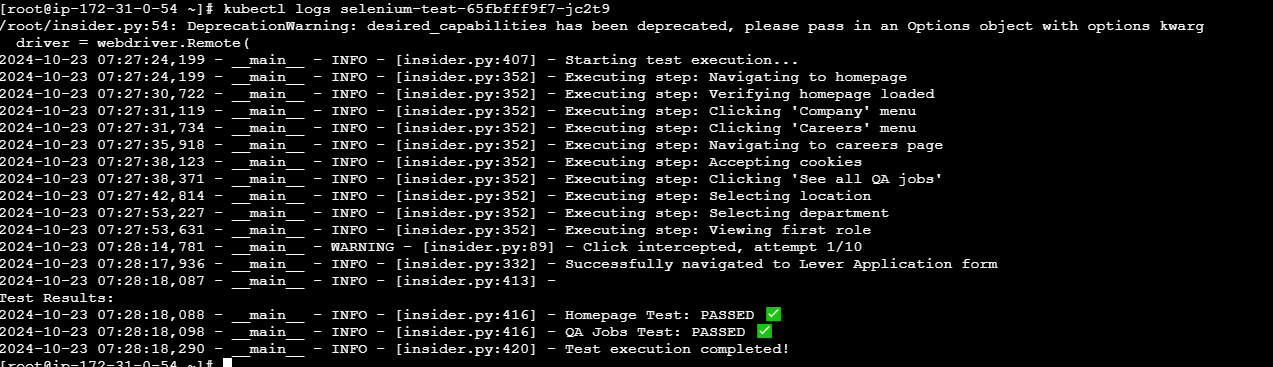 [root@ip-172-31-0-54 ~]# kubectl logs selenium-test-65fbfff9f7-jc2t9
/root/insider.py:54: DeprecationWarning: desired_capabilities has been deprecated, please pass in an Options object with options kwarg
  driver = webdriver.Remote(
2024-10-23 07:27:24,199 - __main__ - INFO - [insider.py:407] - Starting test execution...
2024-10-23 07:27:24,199 - __main__ - INFO - [insider.py:352] - Executing step: Navigating to homepage
2024-10-23 07:27:30,722 - __main__ - INFO - [insider.py:352] - Executing step: Verifying homepage loaded
2024-10-23 07:27:31,119 - __main__ - INFO - [insider.py:352] - Executing step: Clicking 'Company' menu
2024-10-23 07:27:31,734 - __main__ - INFO - [insider.py:352] - Executing step: Clicking 'Careers' menu
2024-10-23 07:27:35,918 - __main__ - INFO - [insider.py:352] - Executing step: Navigating to careers page
2024-10-23 07:27:38,123 - __main__ - INFO - [insider.py:352] - Executing step: Accepting cookies
2024-10-23 07:27:38,371 - __main__ - INFO - [insider.py:352] - Executing step: Clicking 'See all QA jobs'
2024-10-23 07:27:42,814 - __main__ - INFO - [insider.py:352] - Executing step: Selecting location
2024-10-23 07:27:53,227 - __main__ - INFO - [insider.py:352] - Executing step: Selecting department
2024-10-23 07:27:53,631 - __main__ - INFO - [insider.py:352] - Executing step: Viewing first role
2024-10-23 07:28:14,781 - __main__ - WARNING - [insider.py:89] - Click intercepted, attempt 1/10
2024-10-23 07:28:17,936 - __main__ - INFO - [insider.py:332] - Successfully navigated to Lever Application form
2024-10-23 07:28:18,087 - __main__ - INFO - [insider.py:413] -
Test Results:
2024-10-23 07:28:18,088 - __main__ - INFO - [insider.py:416] - Homepage Test: PASSED ✅
2024-10-23 07:28:18,098 - __main__ - INFO - [insider.py:416] - QA Jobs Test: PASSED ✅
2024-10-23 07:28:18,290 - __main__ - INFO - [insider.py:420] - Test execution completed!
[root@ip-172-31-0-54 ~]#